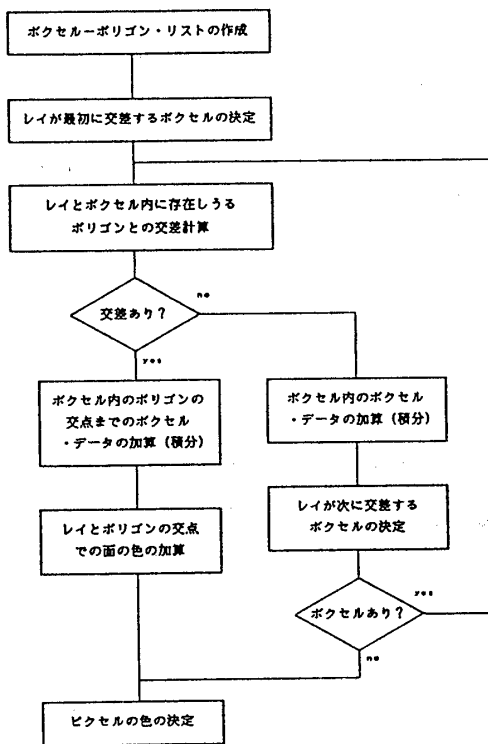 ボクセルーポリゴン・リストの作成
レイが最初に交差するボクセルの決定
レイとボクセル内に存在しうる
ポリゴンとの交差計算
交差あり？
no
yes
ボクセル内のポリゴンの
交点までのボクセル
・データの加算（積分）
レイとポリゴンの交点
での面の色の加算
ボクセル内のボクセル
・データの加算（積分）
レイが次に交差する
ボクセルの決定
ボクセルあり？
yes
no
ピクセルの色の決定